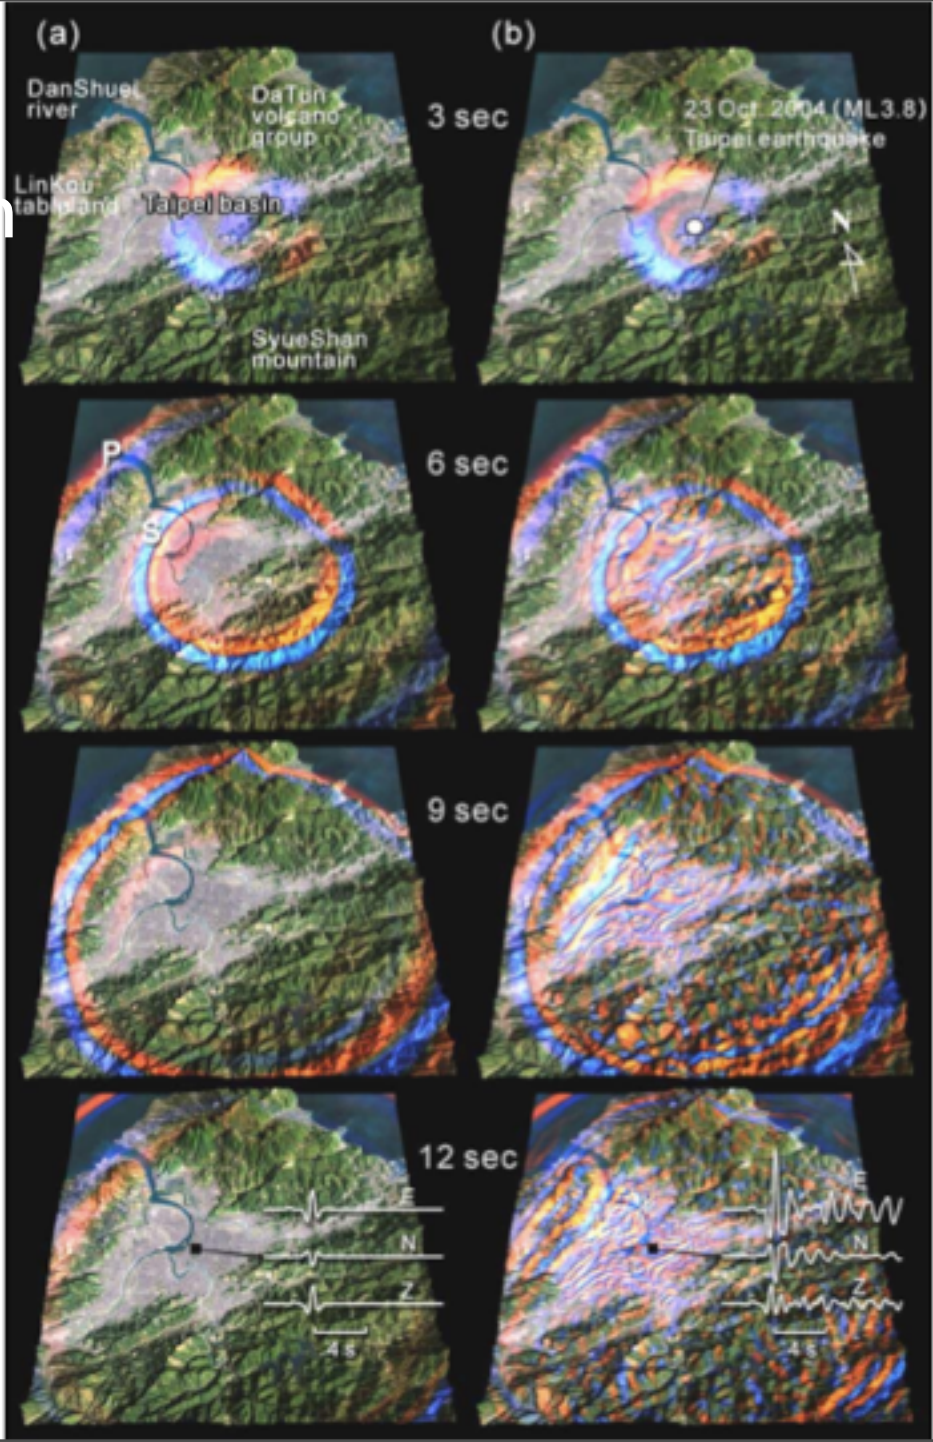 (a)
(b)
DanShuei
river
DaTun
volcano
group
3 sec
23 Oct. 2004 (ML3.8)
Taipei earthquake
LinKou
tableland
Taipei basin
N
SyueShan
mountain
P
S
6 sec
9 sec
12 sec
E
N
Z
4 s
E
N
Z
4 s